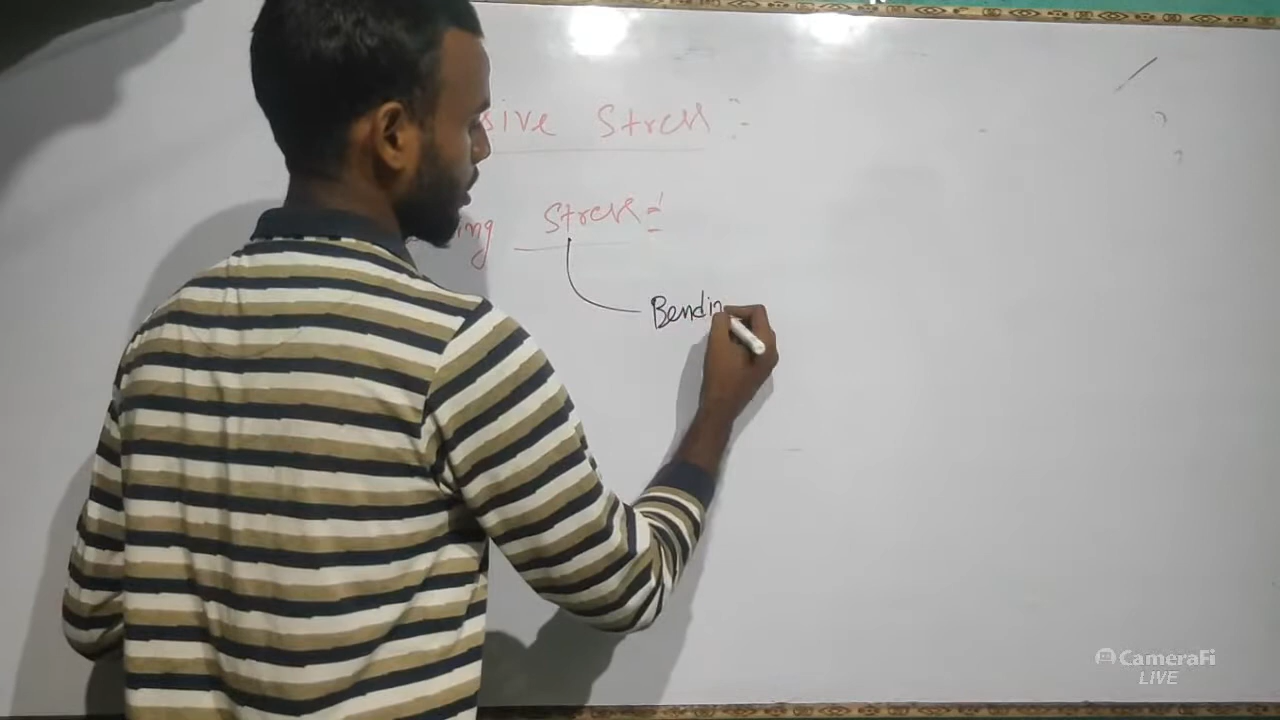 sive Stress :-
ing Stress :-
Bendin
CameraFi
LIVE